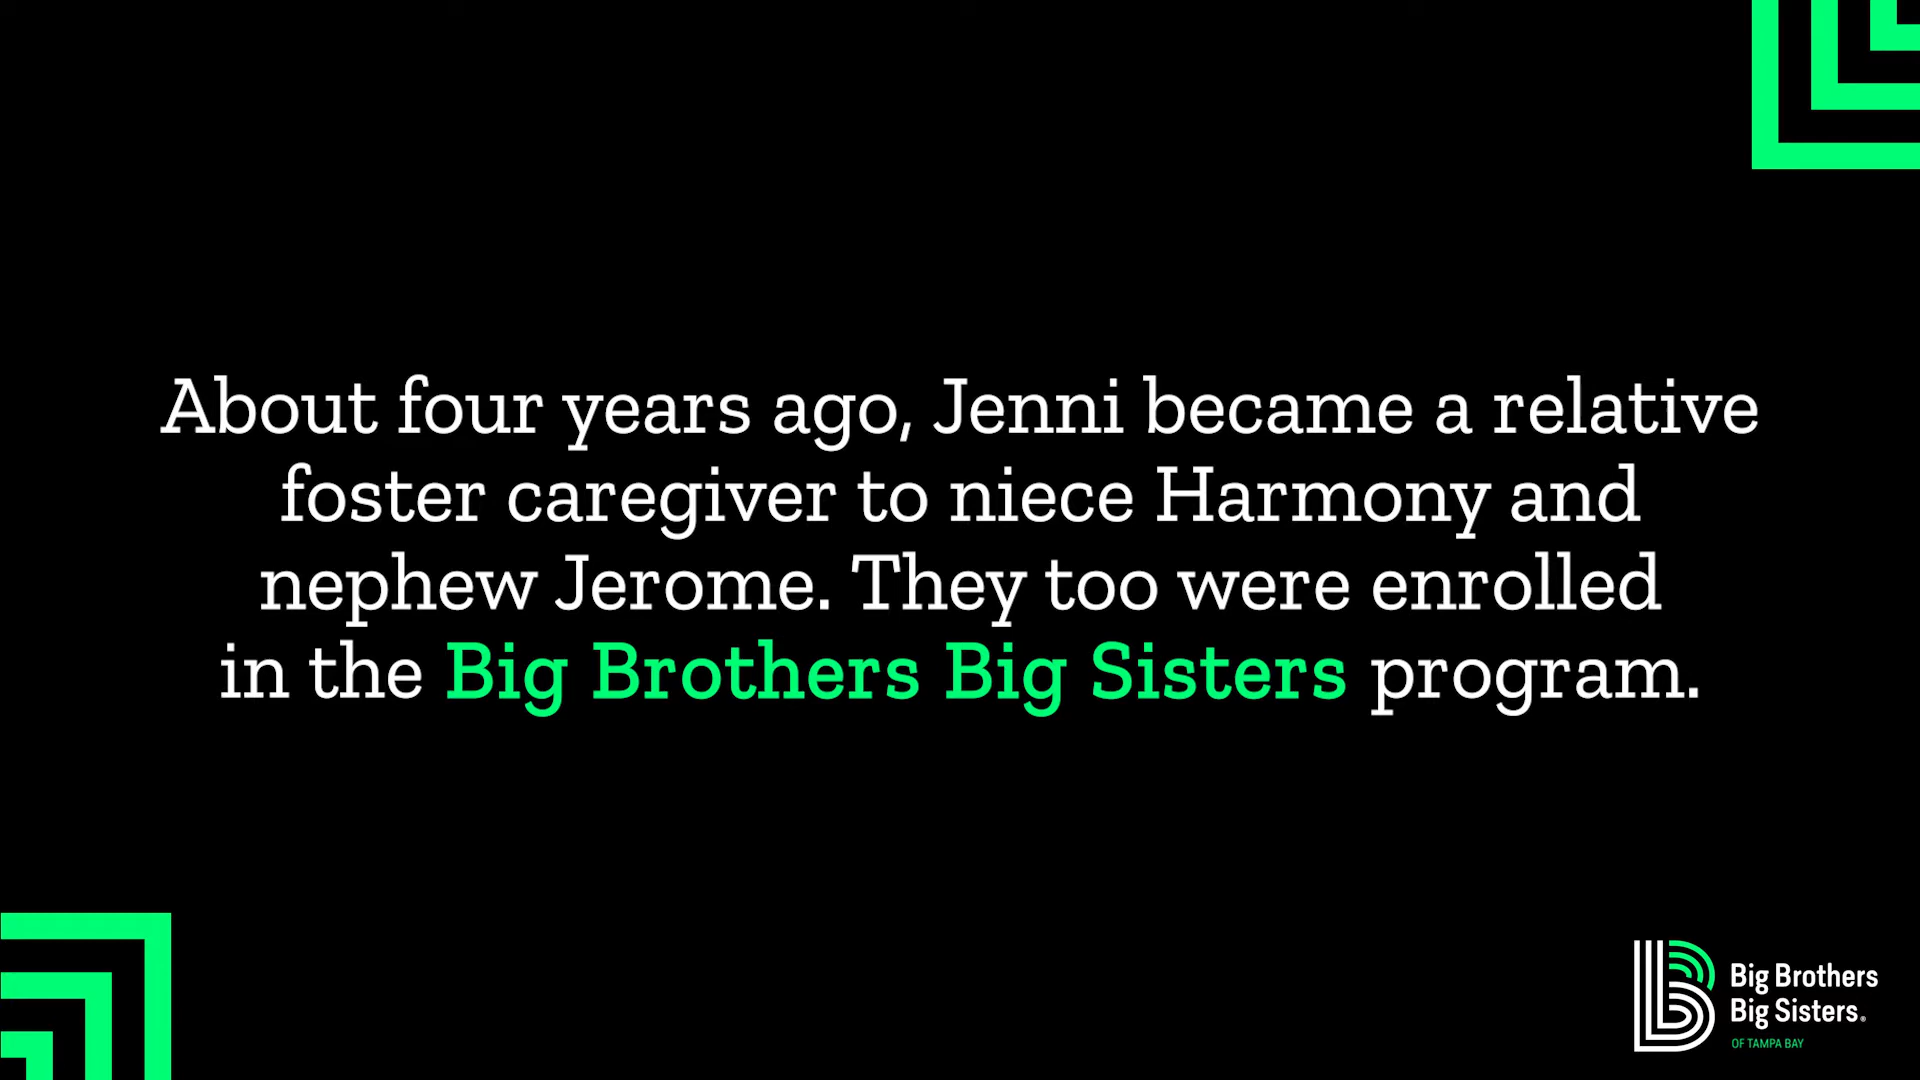 About four years ago, Jenni became a relative
foster caregiver to niece Harmony and
nephew Jerome. They too were enrolled
in the Big Brothers Big Sisters program.
Big Brothers
Big Sisters®
OF TAMPA BAY